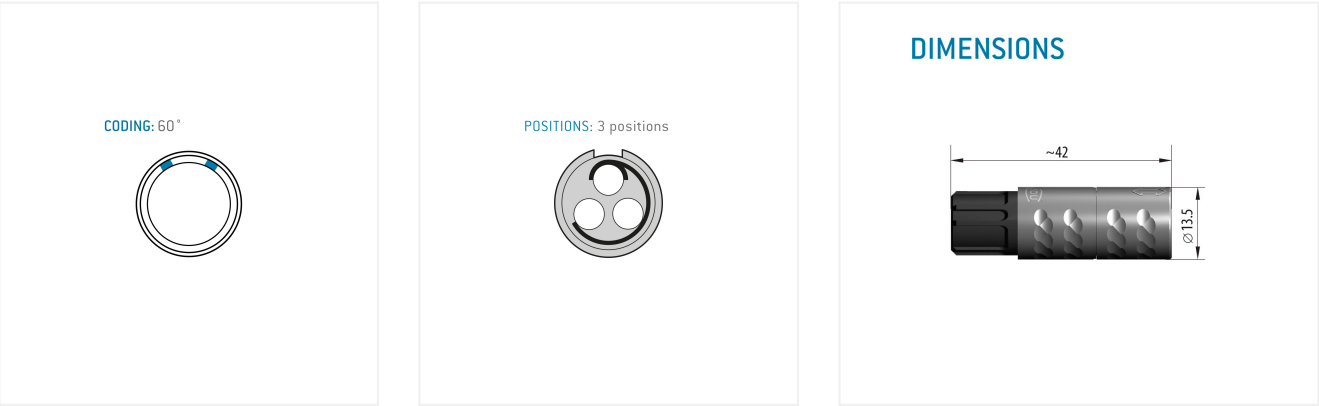 CODING: 60°
POSITIONS: 3 positions
DIMENSIONS
~42
⌀13.5